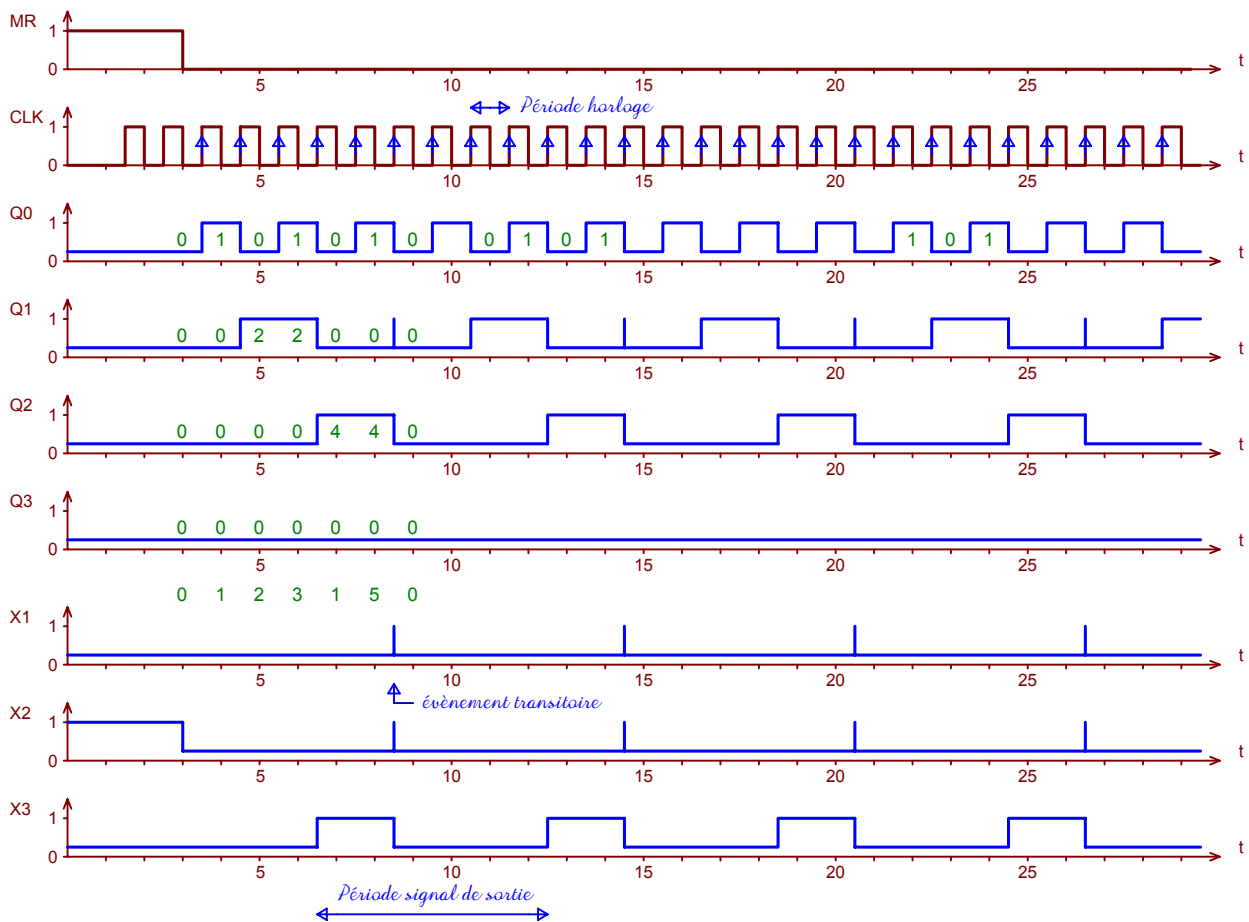 MR 1 0 5 10 15 20 25 t
Période horloge
CLK 1 0 5 10 15 20 25 t
Q0 1 0 0 1 0 1 0 1 0 0 1 0 1 1 0 1 t
5 10 15 20 25
Q1 1 0 0 0 2 2 0 0 0 t
5 10 15 20 25
Q2 1 0 0 0 0 0 4 4 0 t
5 10 15 20 25
Q3 1 0 0 0 0 0 0 0 0 t
5 10 15 20 25
0 1 2 3 1 5 0
X1 1 0 t
5 10 15 20 25
évènement transitoire
X2 1 0 t
5 10 15 20 25
X3 1 0 t
5 10 15 20 25
Période signal de sortie